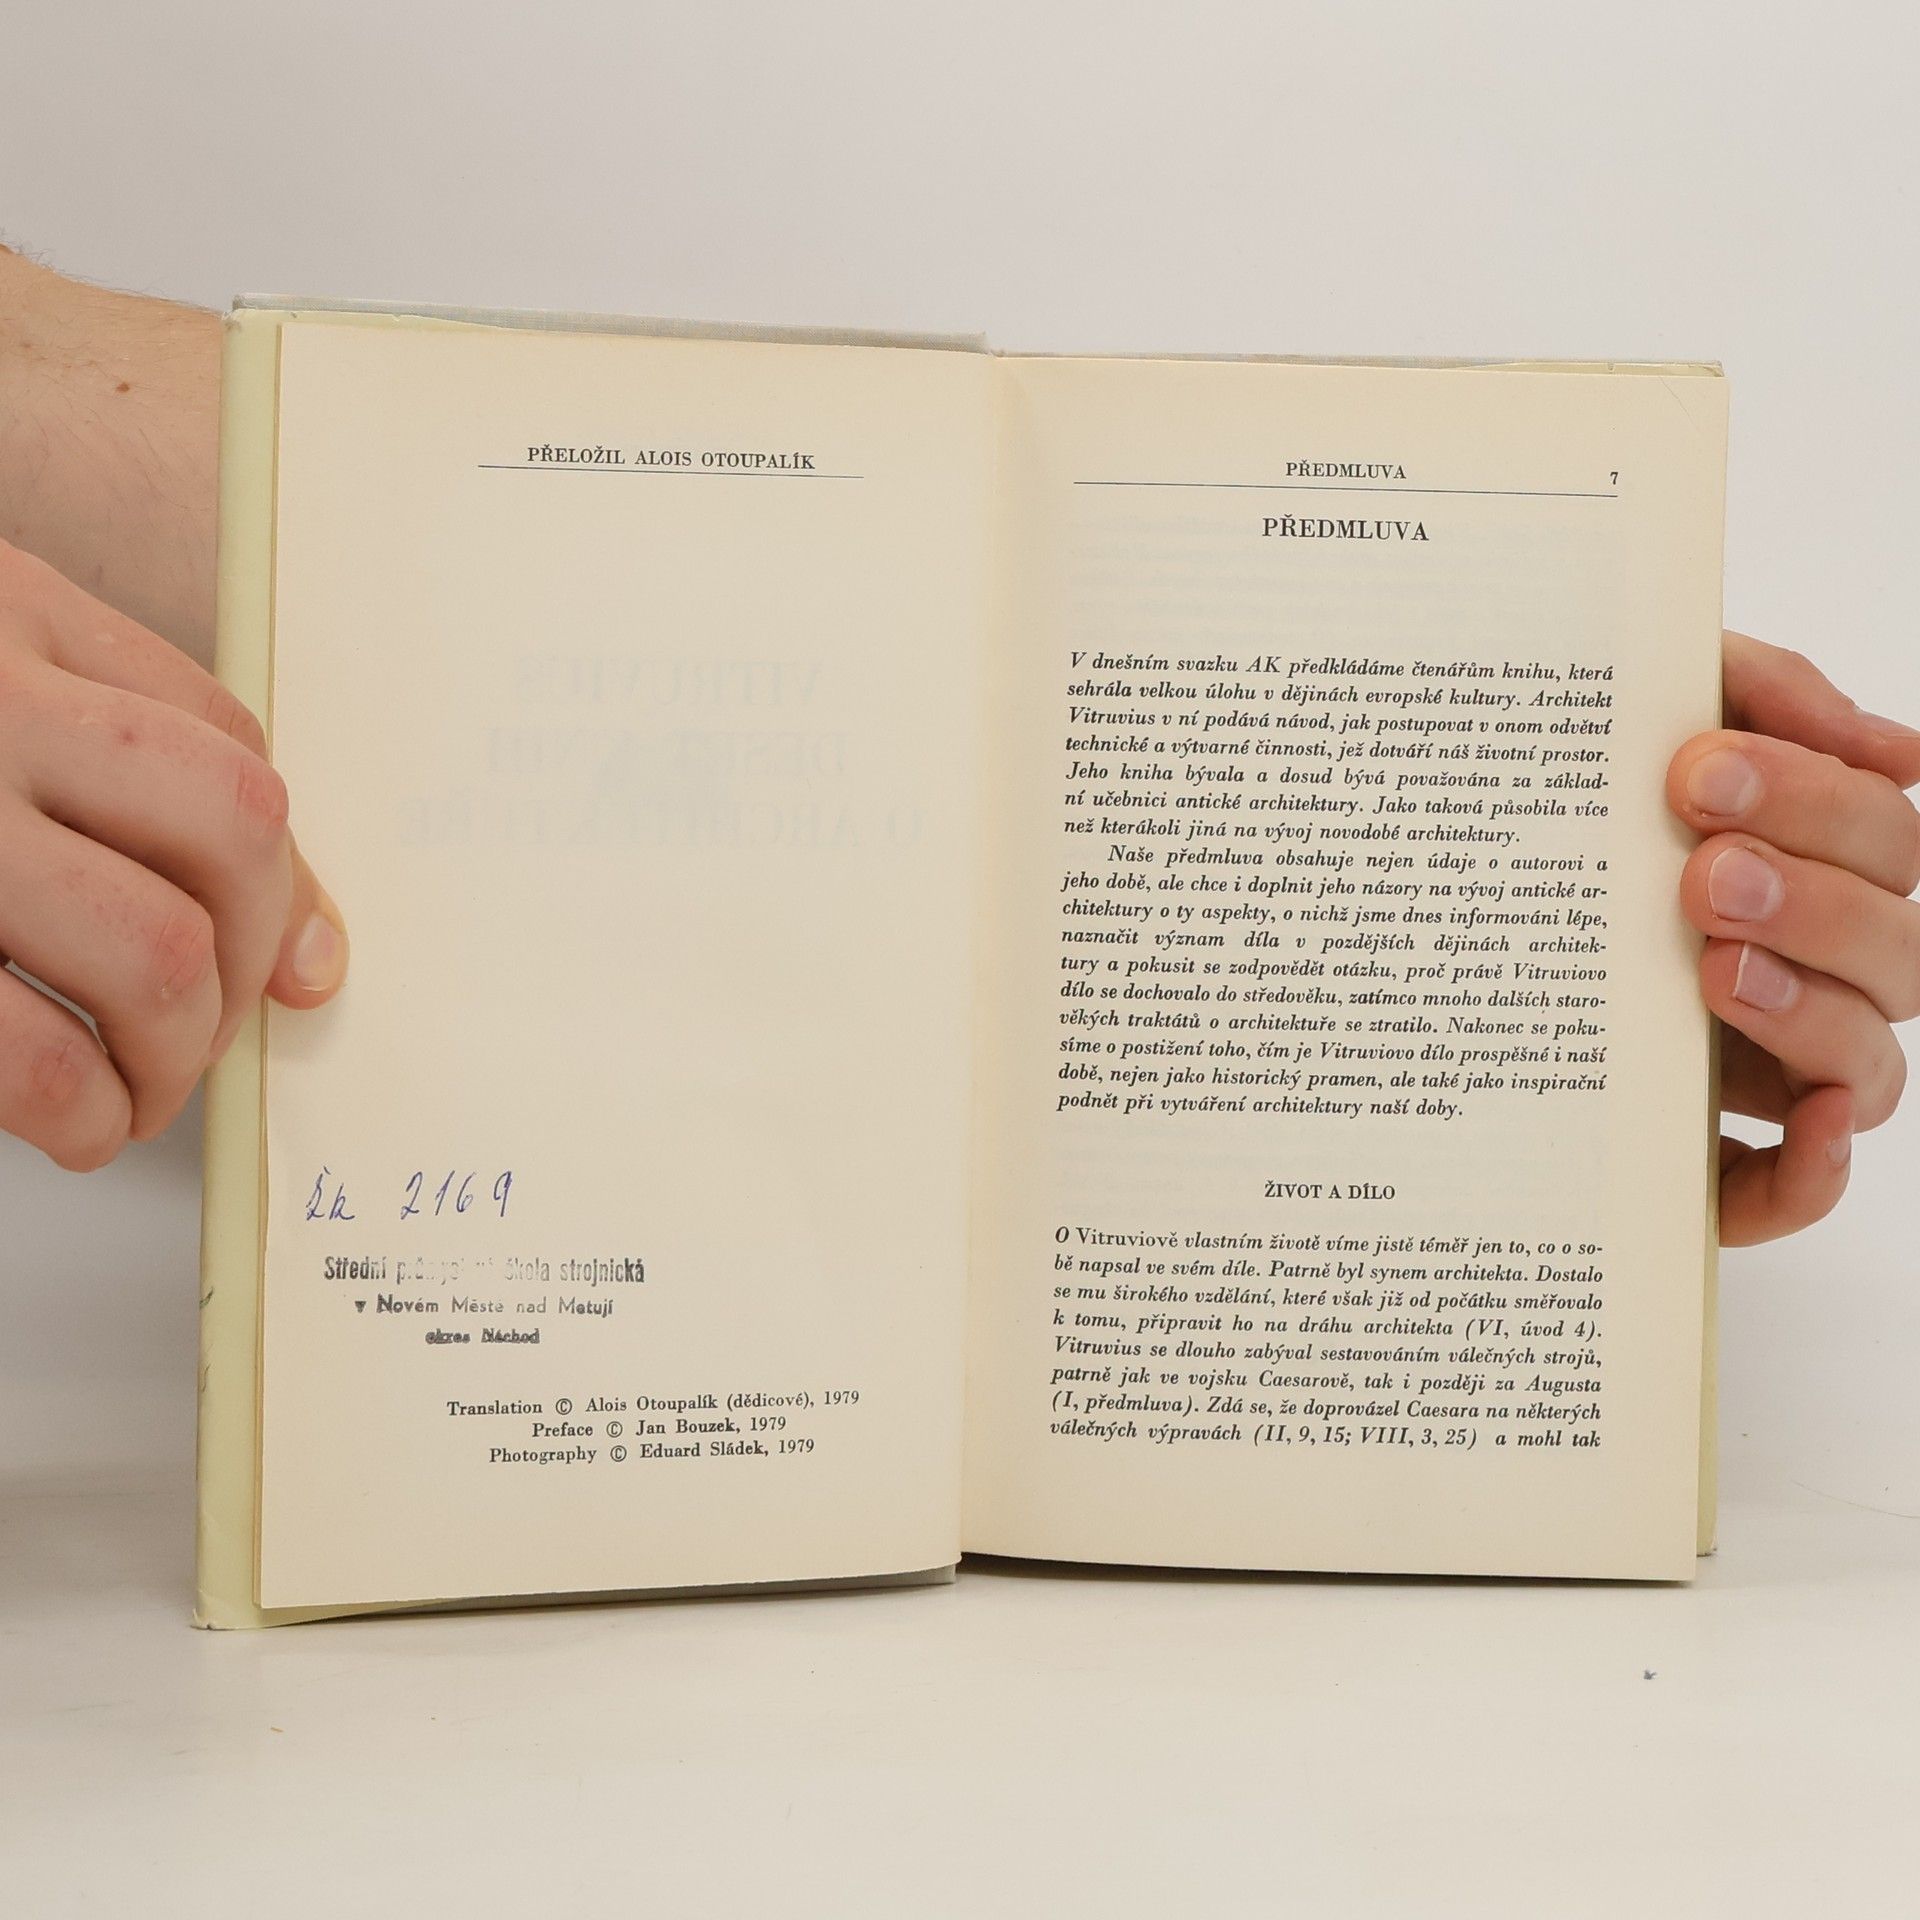 PŘELOŽIL ALOIS OTOUPALÍK
Šk 2169
Střední škola strojnická
v Novém Městě nad Metují
okres Náchod
Translation © Alois Otoupalík (dědicové), 1979
Preface © Jan Bouzek, 1979
Photography © Eduard Sládek, 1979
PŘEDMLUVA 7
PŘEDMLUVA
V dnešním svazku AK předkládáme čtenářům knihu, která
sehrála velkou úlohu v dějinách evropské kultury. Architekt
Vitruvius v ní podává návod, jak postupovat v onom odvětví
technické a výtvarné činnosti, jež dotváří náš životní prostor.
Jeho kniha bývala a dosud bývá považována za základ-
ní učebnici antické architektury. Jako taková působila více
než kterákoli jiná na vývoj novodobé architektury.
Naše předmluva obsahuje nejen údaje o autorovi a
jeho době, ale chce i doplnit jeho názory na vývoj antické ar-
chitektury o ty aspekty, o nichž jsme dnes informováni lépe,
naznačit význam díla v pozdějších dějinách architek-
tury a pokusit se zodpovědět otázku, proč právě Vitruviovo
dílo se dochovalo do středověku, zatímco mnoho dalších staro-
věkých traktátů o architektuře se ztratilo. Nakonec se poku-
síme o postižení toho, čím je Vitruviovo dílo prospěšné i naší
době, nejen jako historický pramen, ale také jako inspirační
podnět při vytváření architektury naší doby.
ŽIVOT A DÍLO
O Vitruviově vlastním životě víme jistě téměř jen to, co o so-
bě napsal ve svém díle. Patrně byl synem architekta. Dostalo
se mu širokého vzdělání, které však již od počátku směřovalo
k tomu, připravit ho na dráhu architekta (VI, úvod 4).
Vitruvius se dlouho zabýval sestavováním válečných strojů,
patrně jak ve vojsku Caesarově, tak i později za Augusta
(I, předmluva). Zdá se, že doprovázel Caesara na některých
válečných výpravách (II, 9, 15; VIII, 3, 25) a mohl tak